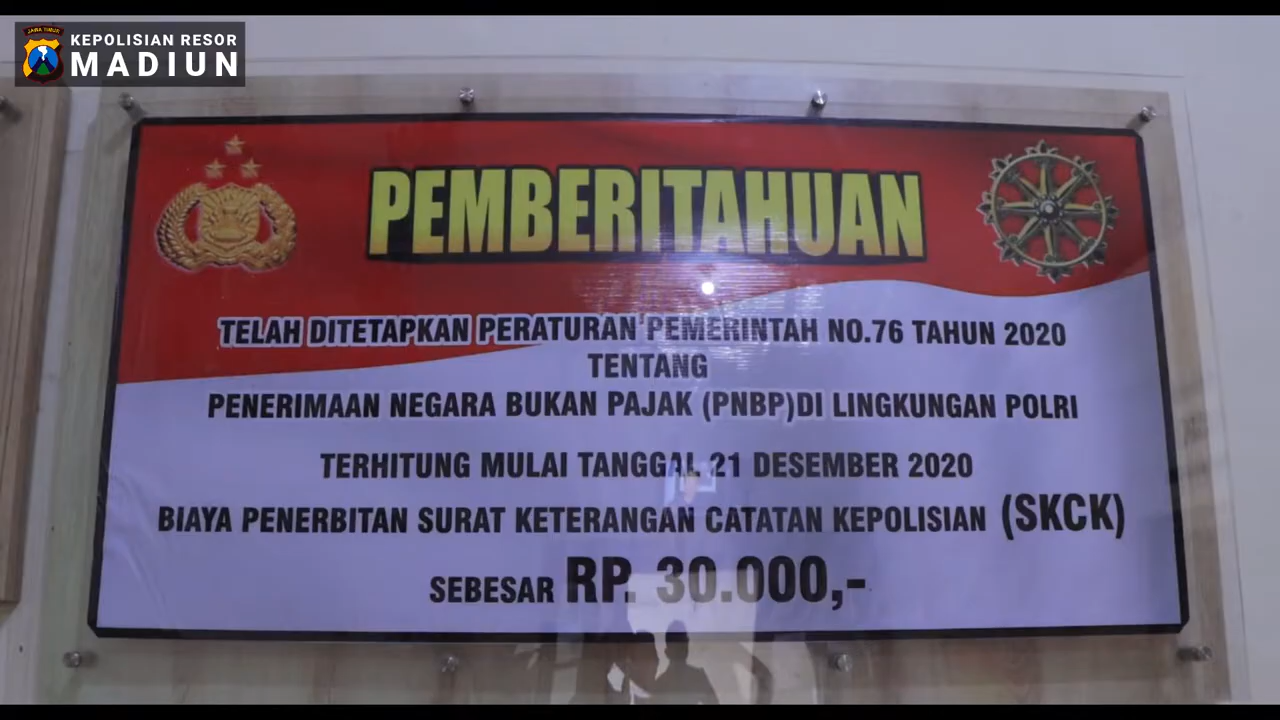 JAWA TIMUR
KEPOLISIAN RESOR
MADIUN
PEMBERITAHUAN
TELAH DITETAPKAN PERATURAN PEMERINTAH NO.76 TAHUN 2020
TENTANG
PENERIMAAN NEGARA BUKAN PAJAK (PNBP)DI LINGKUNGAN POLRI
TERHITUNG MULAI TANGGAL 21 DESEMBER 2020
BIAYA PENERBITAN SURAT KETERANGAN CATATAN KEPOLISIAN (SKCK)
SEBESAR RP. 30.000,-